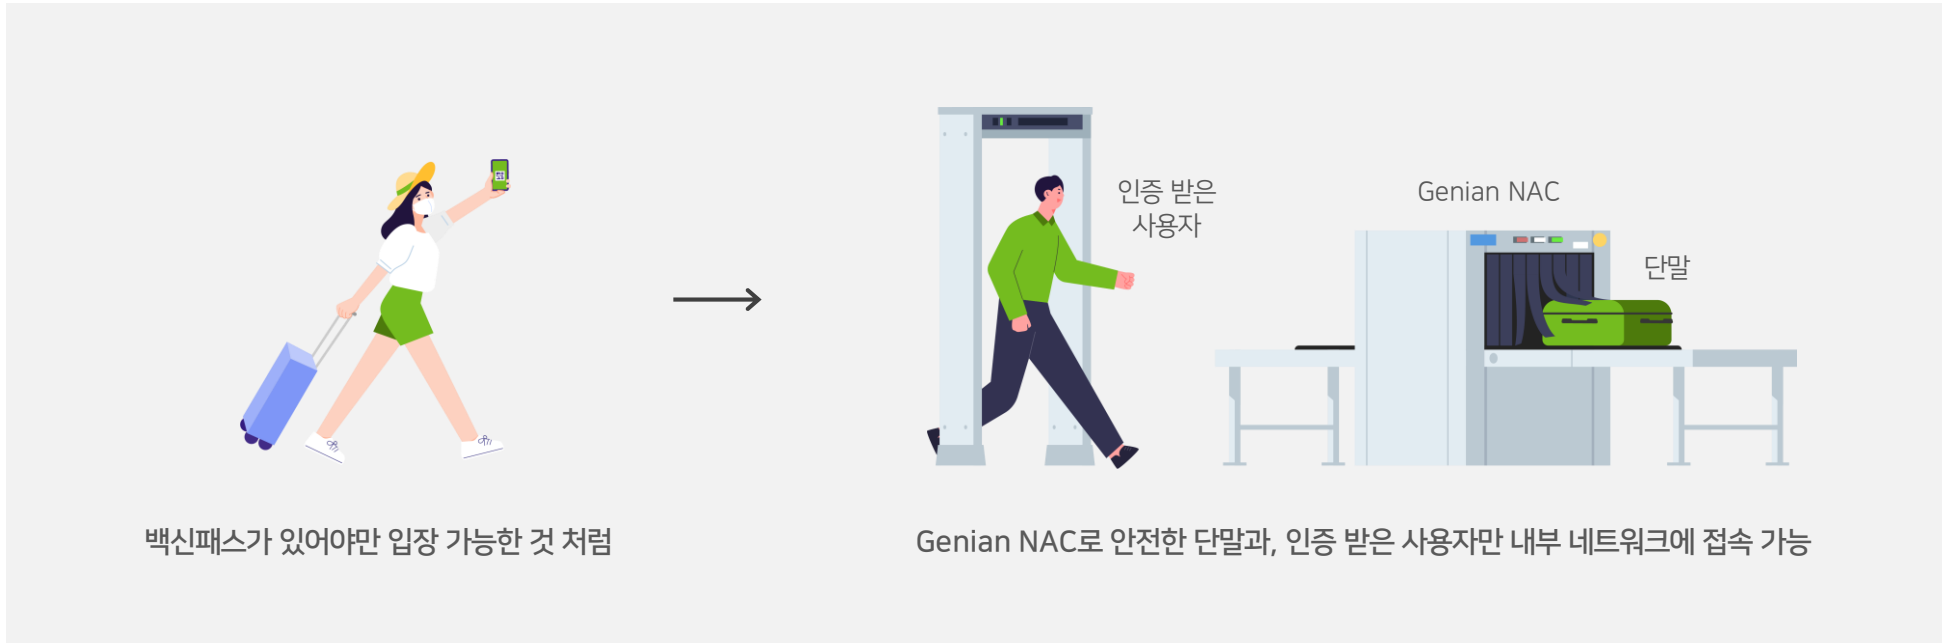 인증 받은
사용자
Genian NAC
단말
백신패스가 있어야만 입장 가능한 것 처럼
Genian NAC로 안전한 단말과, 인증 받은 사용자만 내부 네트워크에 접속 가능